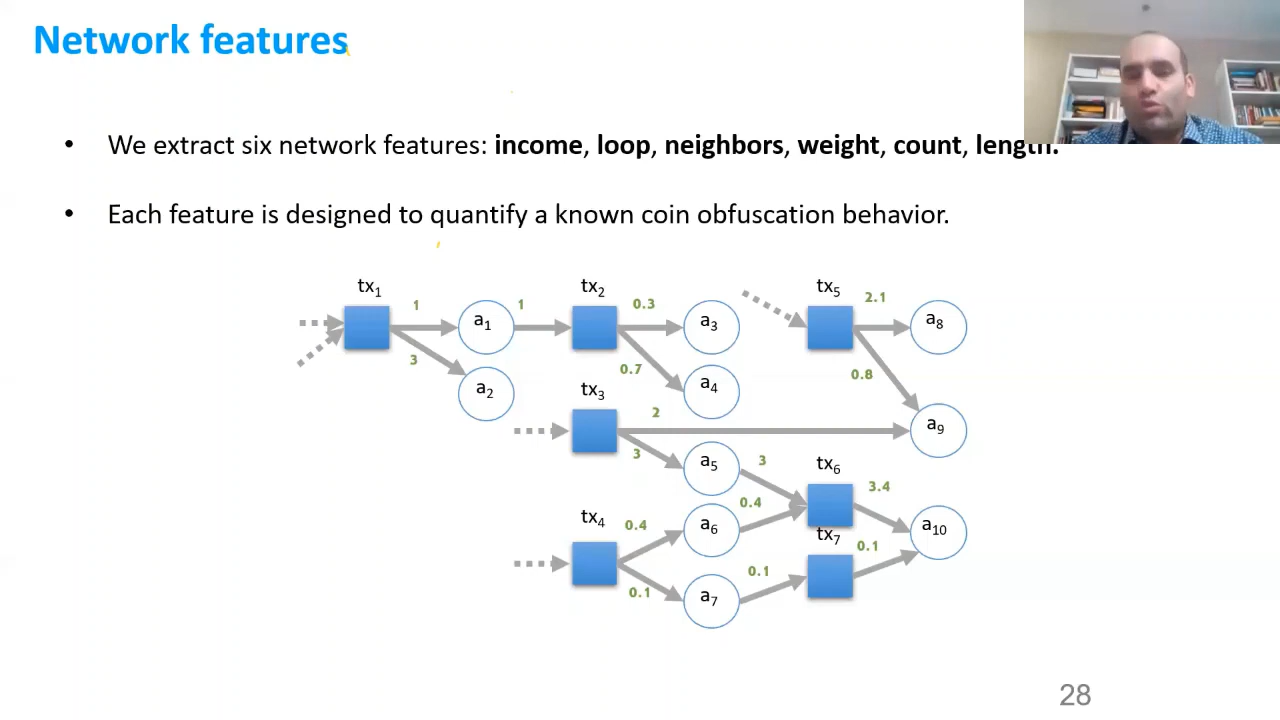 Network features
• We extract six network features: income, loop, neighbors, weight, count, length.
• Each feature is designed to quantify a known coin obfuscation behavior.
tx1 tx2 tx5
1 1 0.3 2.1
a1 a3 a8
3 0.7 0.8
a2 a4
tx3
2
a9
3 a5 3 tx6
3.4
tx4 0.4 a6 0.4 a10
tx7 0.1
0.1 a7 0.1
28